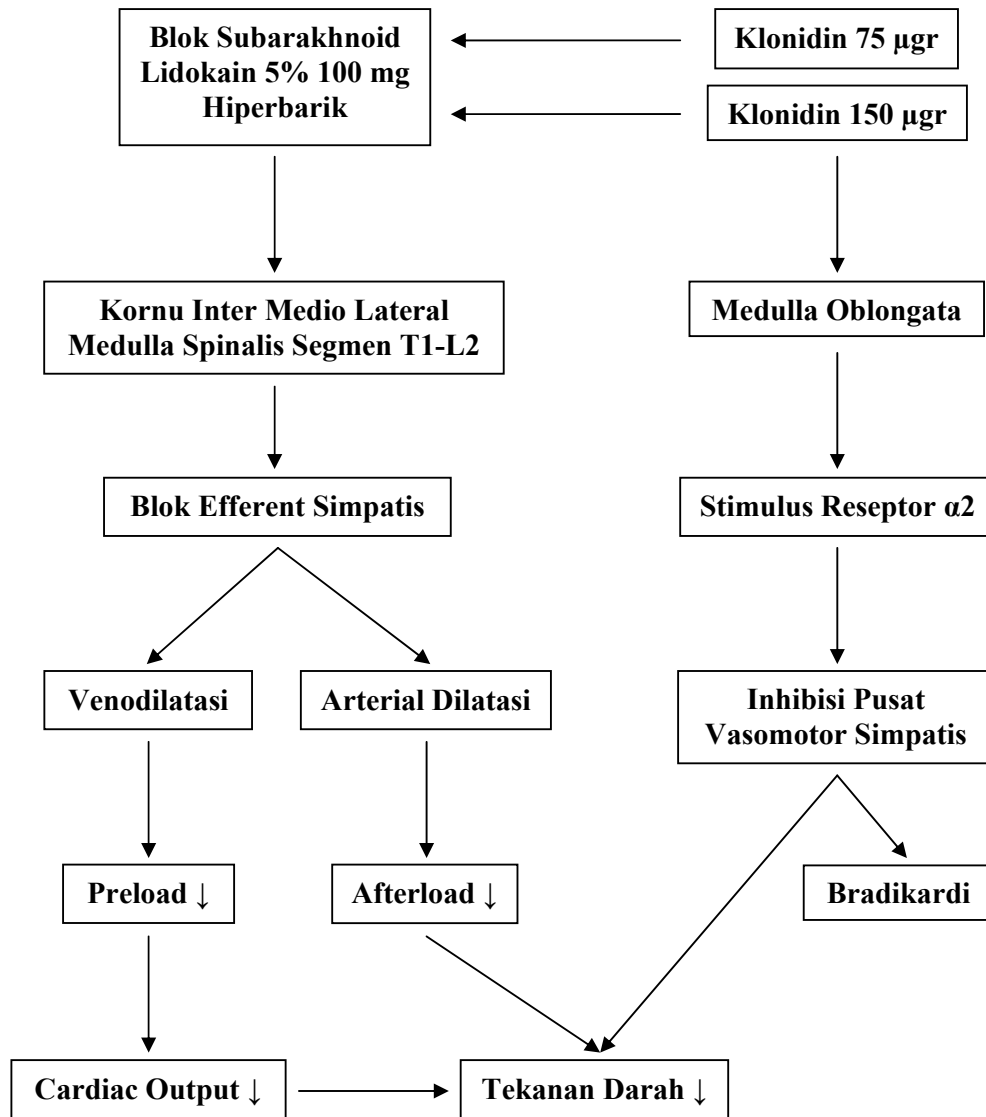 Blok Subarakhnoid
Lidokain 5% 100 mg
Hiperbarik
Klonidin 75 µgr
Klonidin 150 µgr
Kornu Inter Medio Lateral
Medulla Spinalis Segmen T1-L2
Medulla Oblongata
Blok Efferent Simpatis
Stimulus Reseptor α2
Venodilatasi
Arterial Dilatasi
Inhibisi Pusat
Vasomotor Simpatis
Preload ↓
Afterload ↓
Bradikardi
Cardiac Output ↓
Tekanan Darah ↓